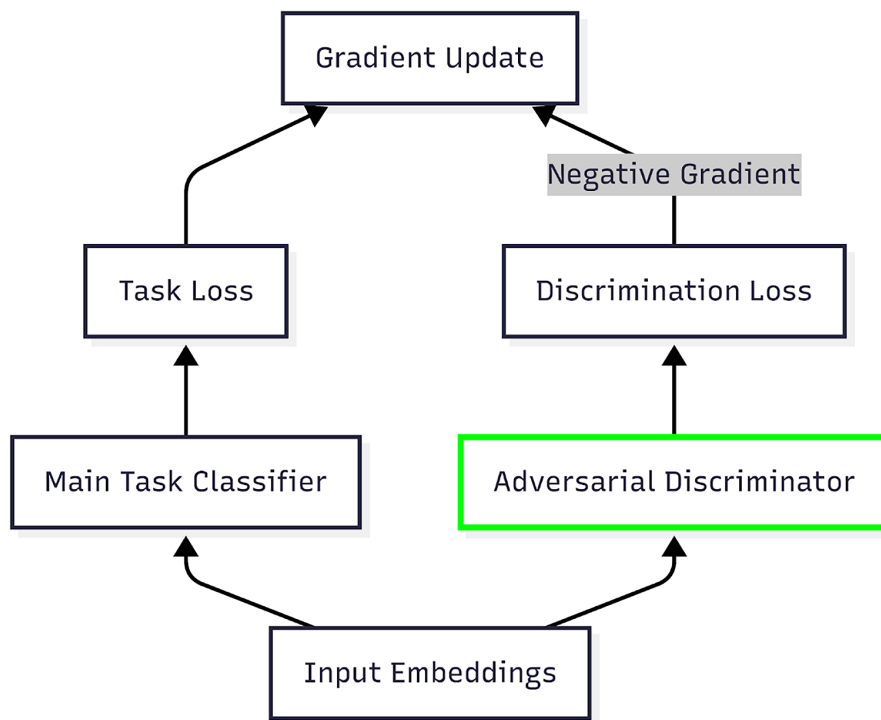 Gradient Update
Negative Gradient
Task Loss
Discrimination Loss
Main Task Classifier
Adversarial Discriminator
Input Embeddings